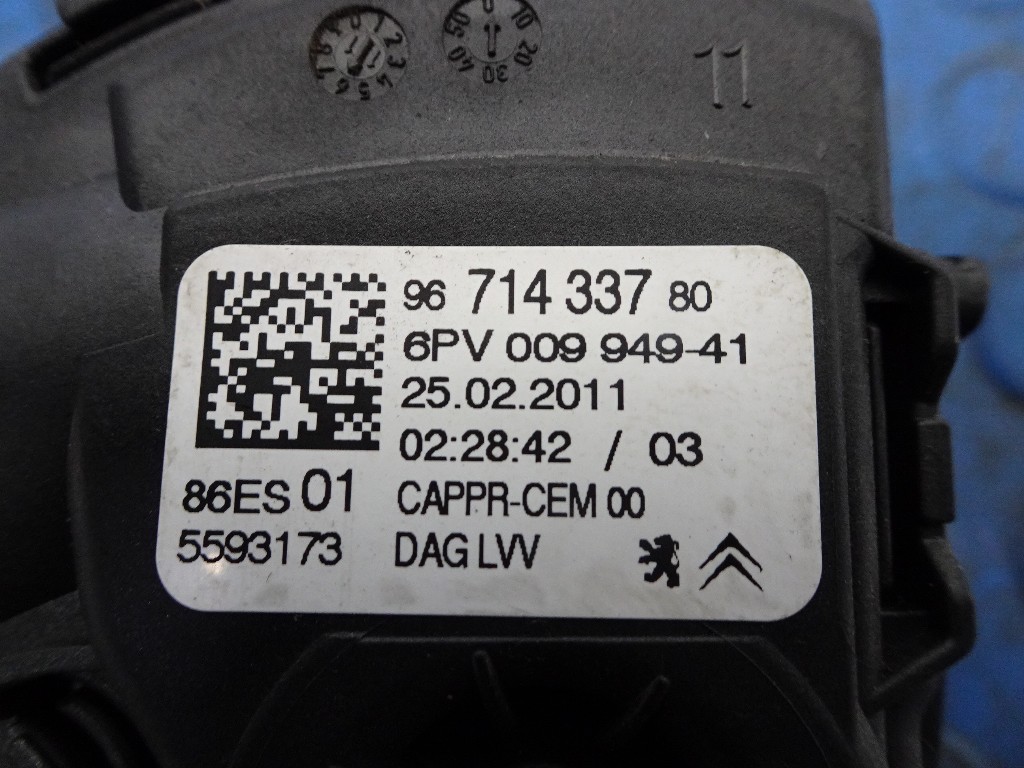 11
96 714 337 80
6PV 009 949-41
25.02.2011
02:28:42 / 03
86ES 01
CAPPR-CEM 00
5593173
DAG LVV